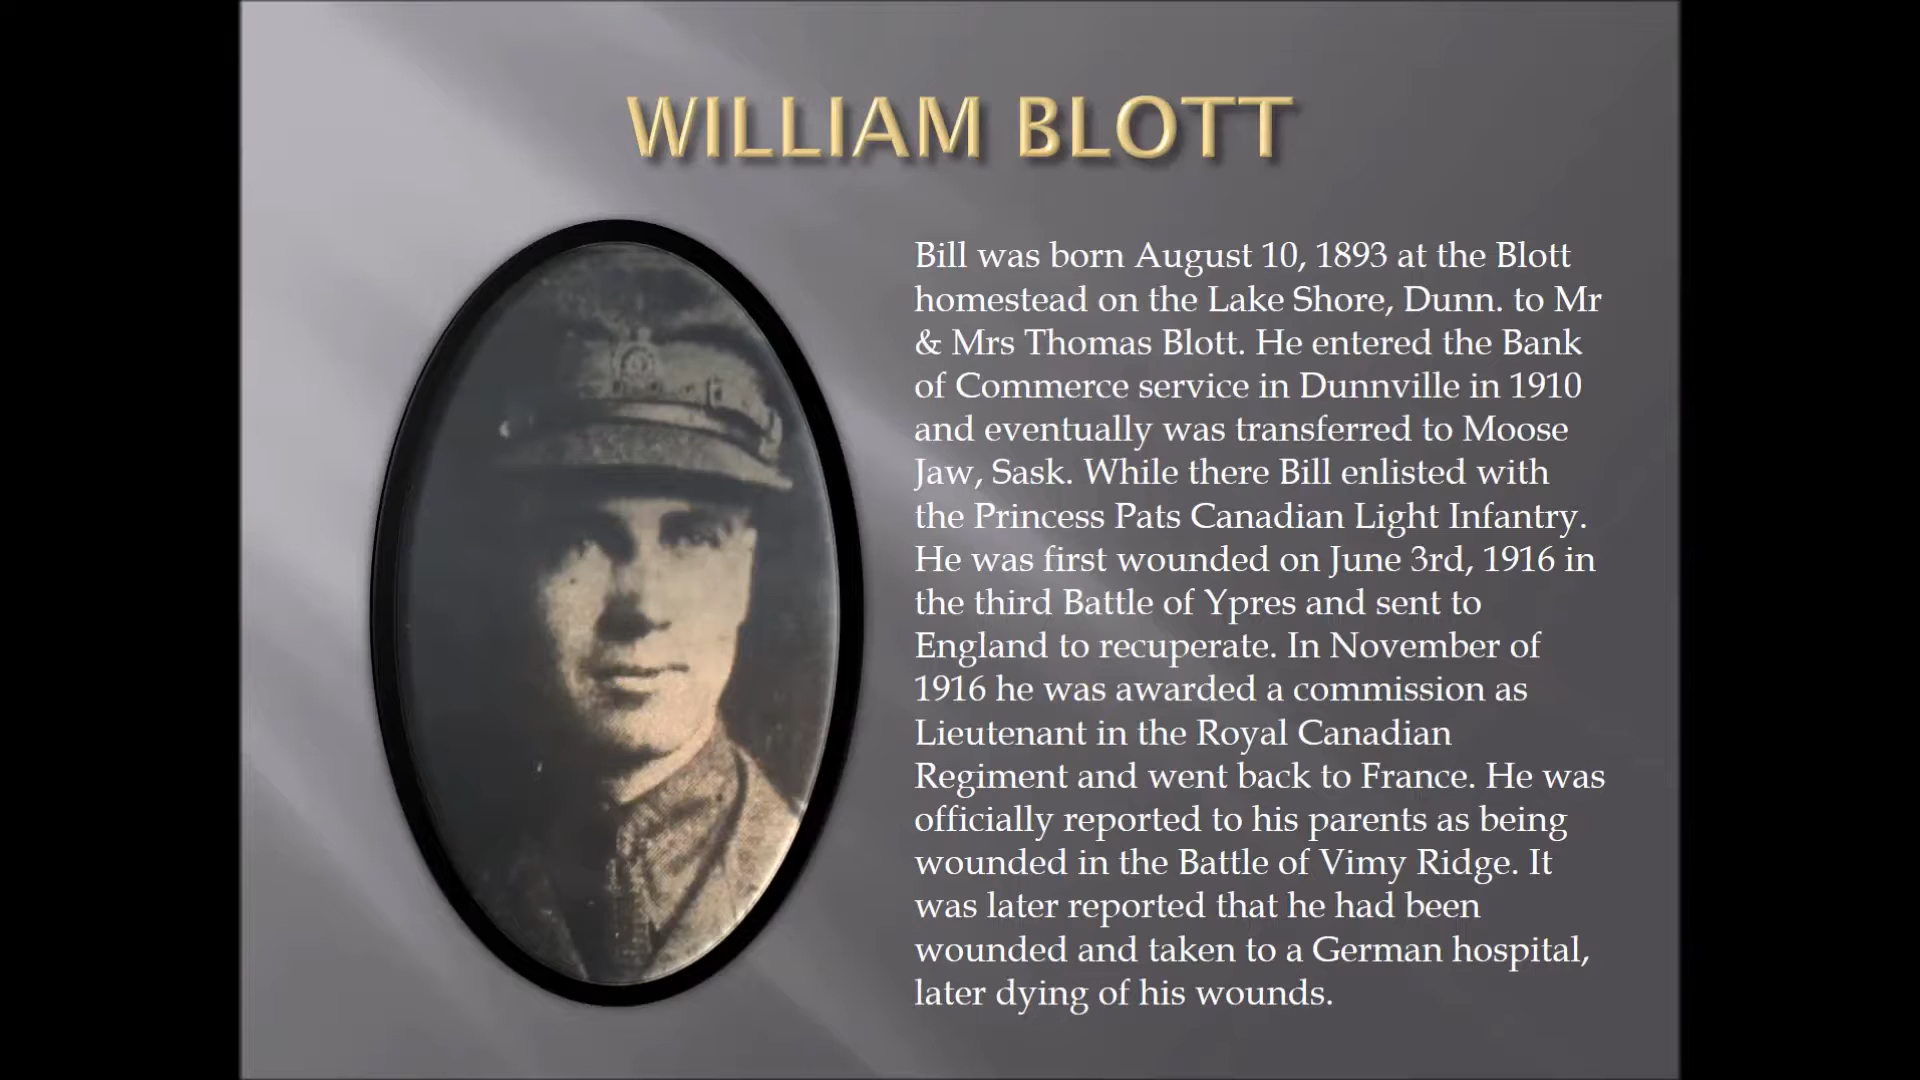 WILLIAM BLOTT
Bill was born August 10, 1893 at the Blott
homestead on the Lake Shore, Dunn. to Mr
& Mrs Thomas Blott. He entered the Bank
of Commerce service in Dunnville in 1910
and eventually was transferred to Moose
Jaw, Sask. While there Bill enlisted with
the Princess Pats Canadian Light Infantry.
He was first wounded on June 3rd, 1916 in
the third Battle of Ypres and sent to
England to recuperate. In November of
1916 he was awarded a commission as
Lieutenant in the Royal Canadian
Regiment and went back to France. He was
officially reported to his parents as being
wounded in the Battle of Vimy Ridge. It
was later reported that he had been
wounded and taken to a German hospital,
later dying of his wounds.